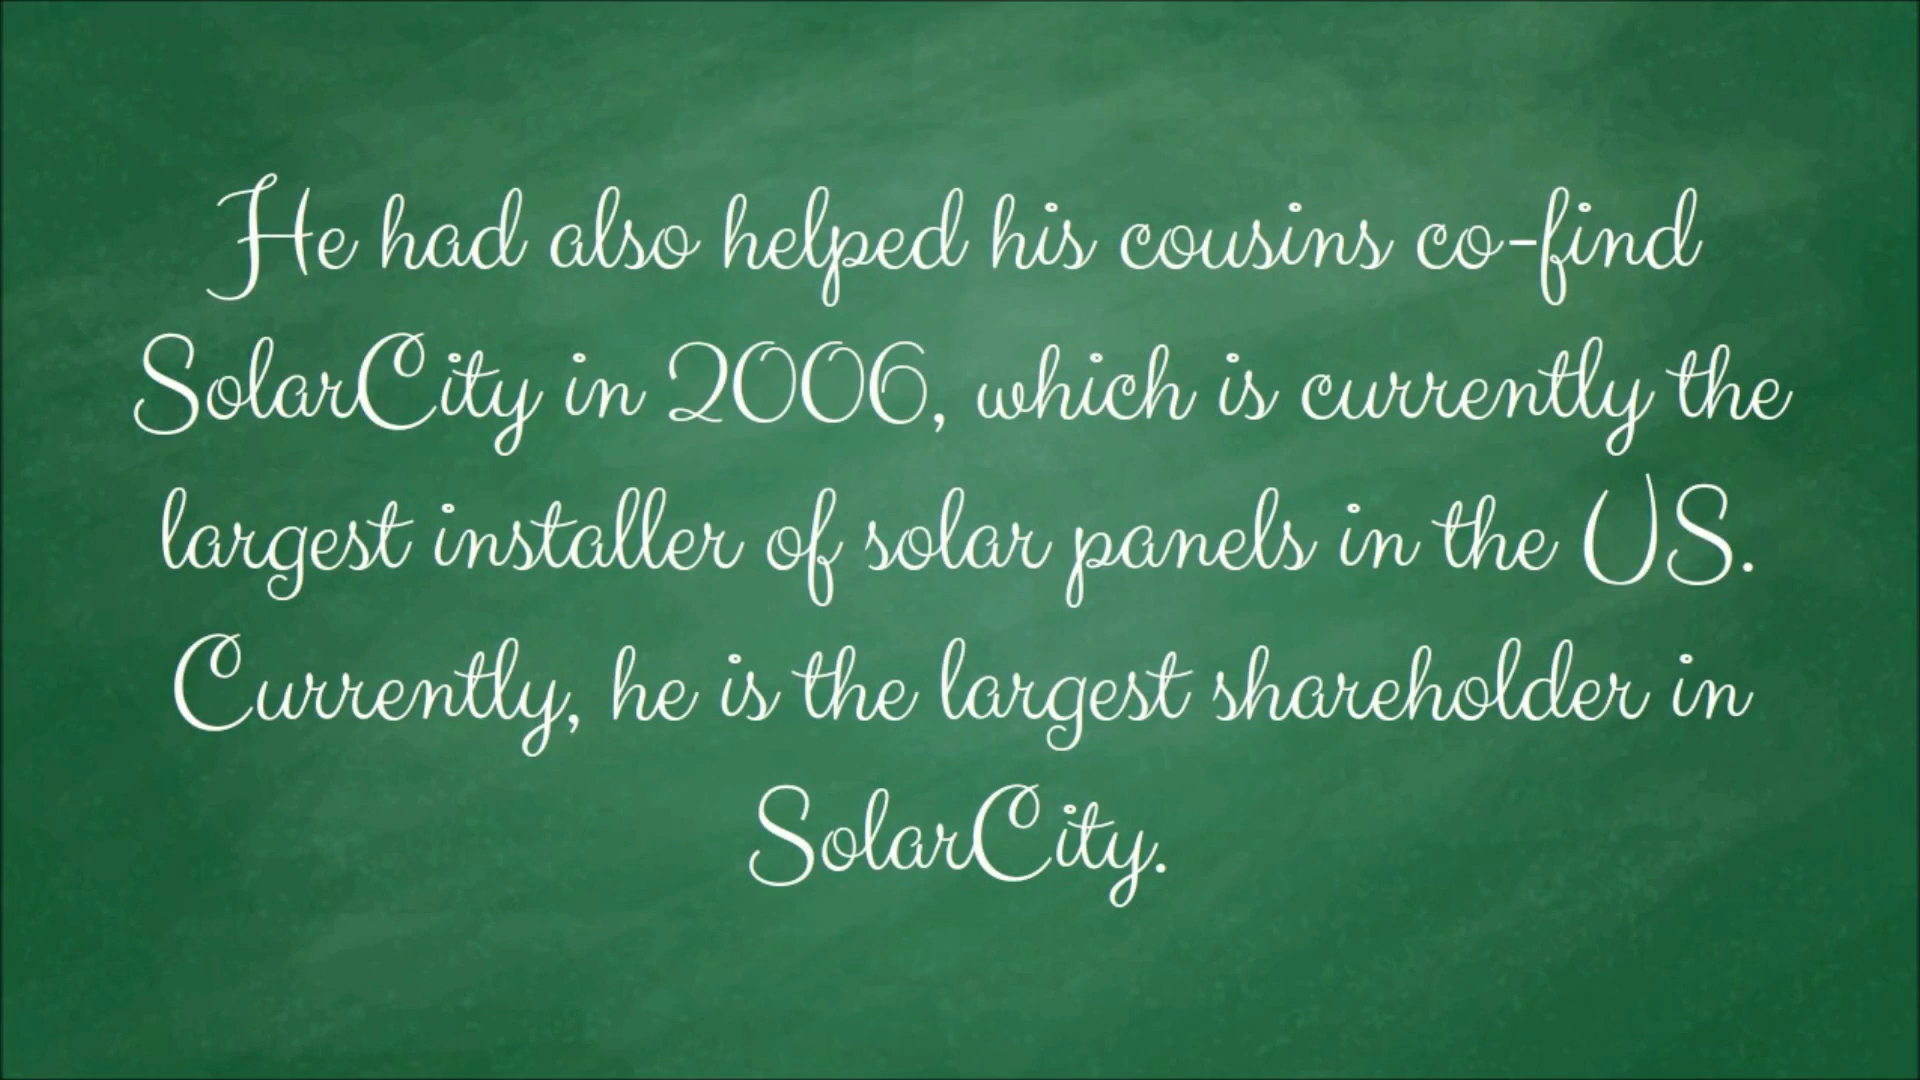 He had also helped his cousins co-find
SolarCity in 2006, which is currently the
largest installer of solar panels in the US.
Currently, he is the largest shareholder in
SolarCity.